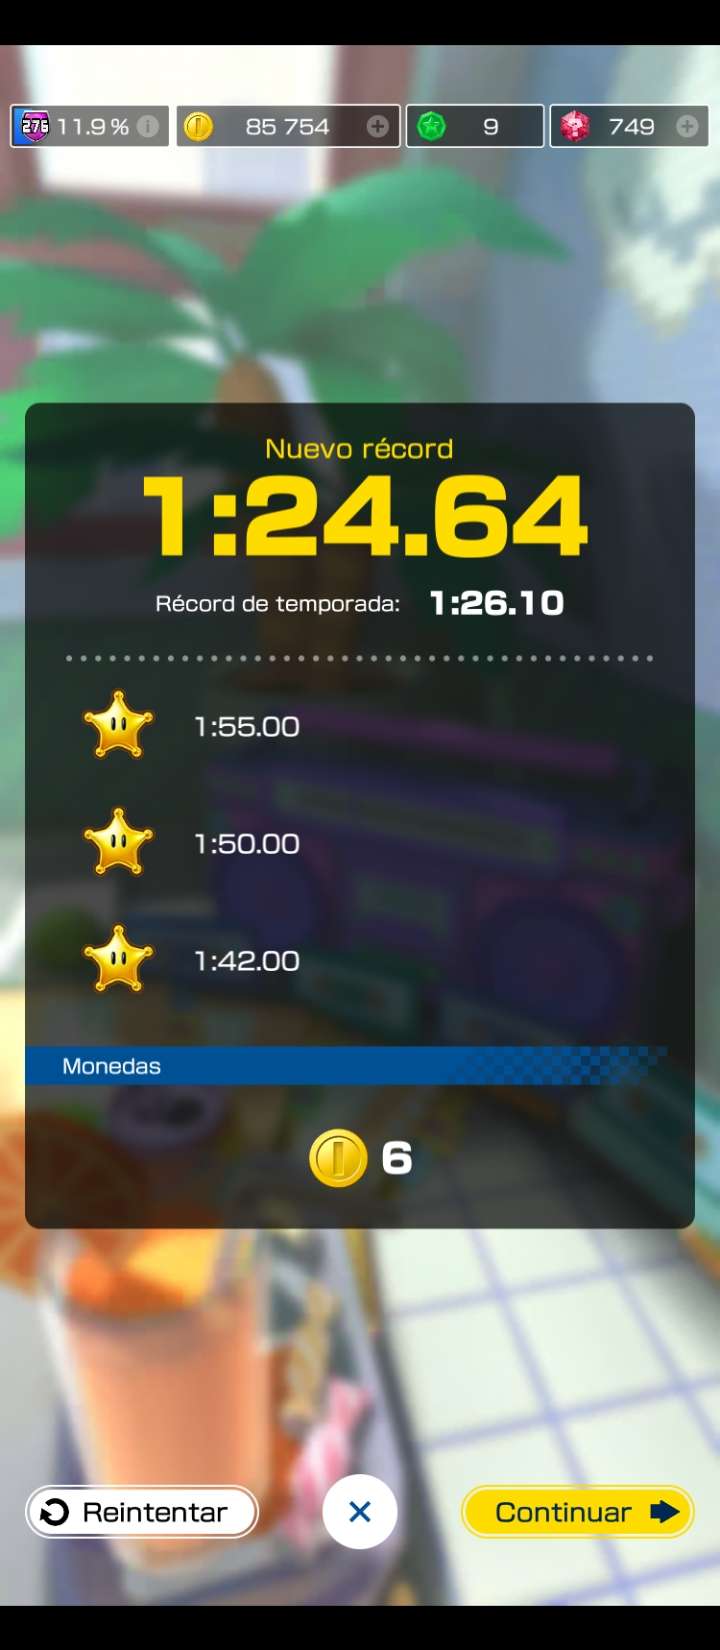 276 11.9% 85 754 9 749
Nuevo récord
1:24.64
Récord de temporada: 1:26.10
1:55.00
1:50.00
1:42.00
Monedas
6
Reintentar Continuar